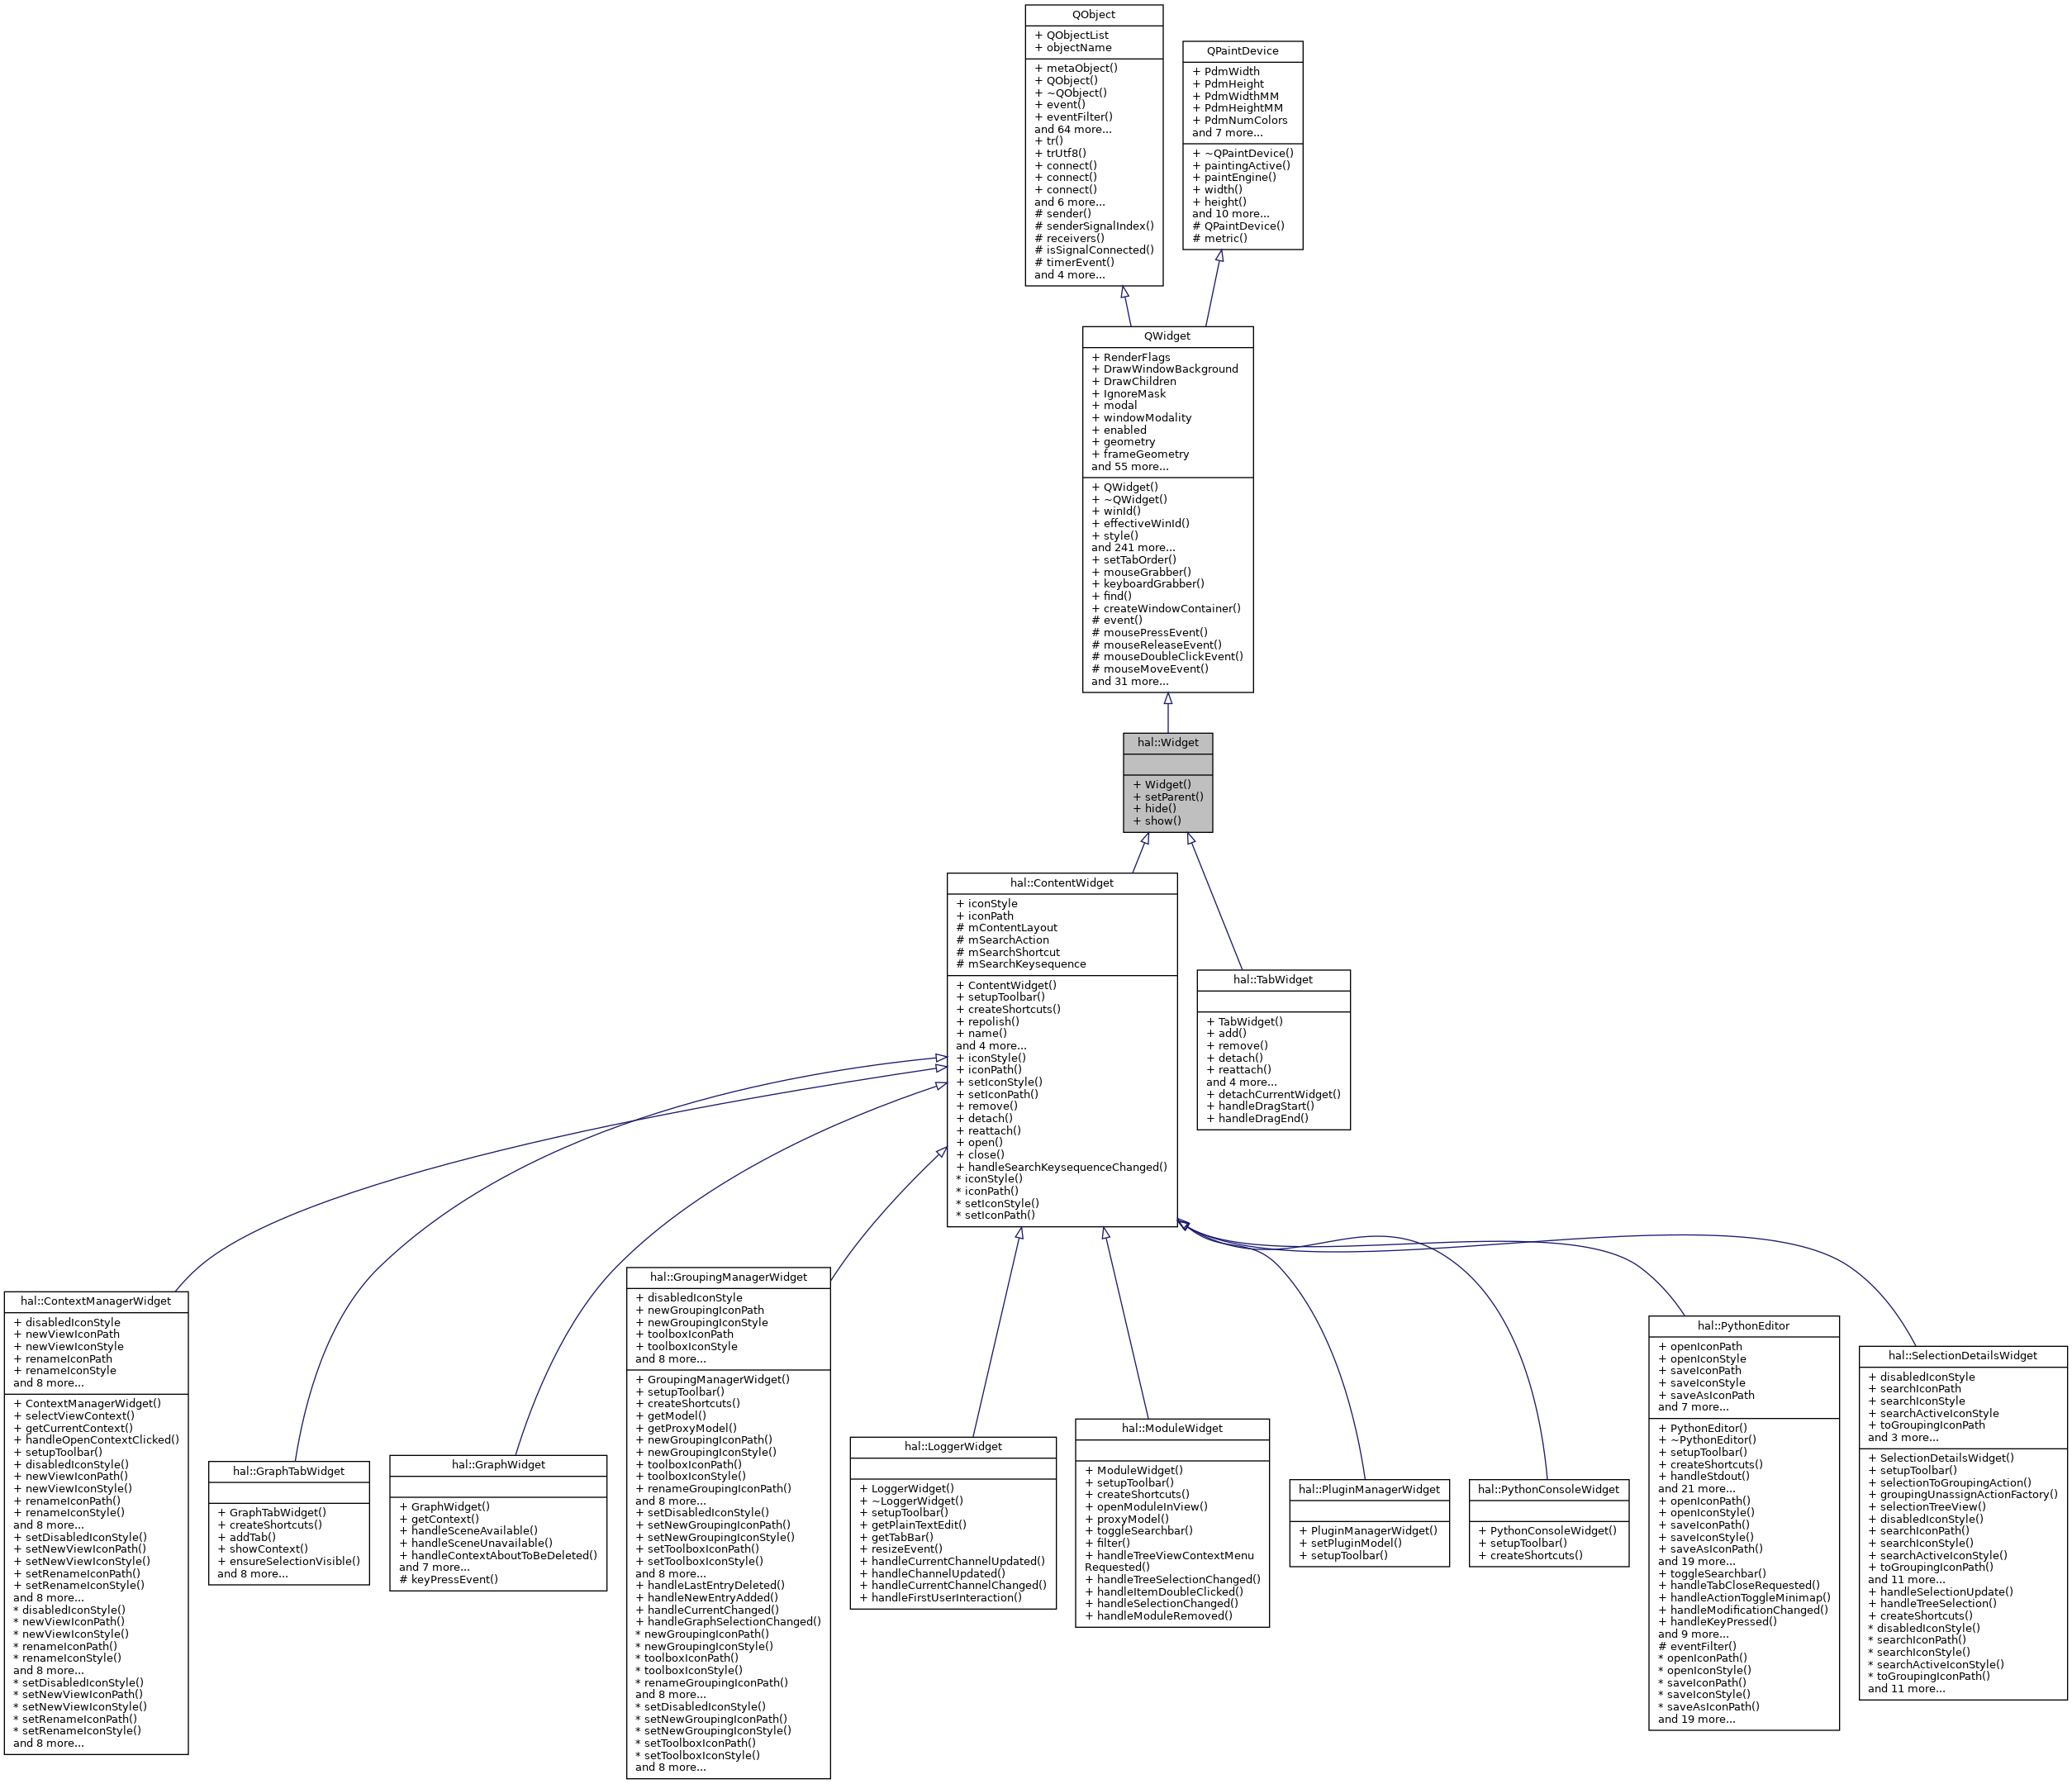 QObject
+ QObjectList
+ objectName
+ metaObject()
+ QObject()
+ ~QObject()
+ event()
+ eventFilter()
and 64 more...
+ tr()
+ trUtf8()
+ connect()
+ connect()
+ connect()
and 6 more...
# sender()
# senderSignalIndex()
# receivers()
# isSignalConnected()
# timerEvent()
and 4 more...
QPaintDevice
+ PdmWidth
+ PdmHeight
+ PdmWidthMM
+ PdmHeightMM
+ PdmNumColors
and 7 more...
+ ~QPaintDevice()
+ paintingActive()
+ paintEngine()
+ width()
+ height()
and 10 more...
# QPaintDevice()
# metric()
QWidget
+ RenderFlags
+ DrawWindowBackground
+ DrawChildren
+ IgnoreMask
+ modal
+ windowModality
+ enabled
+ geometry
+ frameGeometry
and 55 more...
+ QWidget()
+ ~QWidget()
+ winId()
+ effectiveWinId()
+ style()
and 241 more...
+ setTabOrder()
+ mouseGrabber()
+ keyboardGrabber()
+ find()
+ createWindowContainer()
# event()
# mousePressEvent()
# mouseReleaseEvent()
# mouseDoubleClickEvent()
# mouseMoveEvent()
and 31 more...
hal::Widget
+ Widget()
+ setParent()
+ hide()
+ show()
hal::ContentWidget
+ iconStyle
+ iconPath
# mContentLayout
# mSearchAction
# mSearchShortcut
# mSearchKeysequence
+ ContentWidget()
+ setupToolbar()
+ createShortcuts()
+ repolish()
+ name()
and 4 more...
+ iconStyle()
+ iconPath()
+ setIconStyle()
+ setIconPath()
+ remove()
+ detach()
+ reattach()
+ open()
+ close()
+ handleSearchKeysequenceChanged()
* iconStyle()
* iconPath()
* setIconStyle()
* setIconPath()
hal::TabWidget
+ TabWidget()
+ add()
+ remove()
+ detach()
+ reattach()
and 4 more...
+ detachCurrentWidget()
+ handleDragStart()
+ handleDragEnd()
hal::ContextManagerWidget
+ disabledIconStyle
+ newViewIconPath
+ newViewIconStyle
+ renameIconPath
+ renameIconStyle
and 8 more...
+ ContextManagerWidget()
+ selectViewContext()
+ getCurrentContext()
+ handleOpenContextClicked()
+ setupToolbar()
+ disabledIconStyle()
+ newViewIconPath()
+ newViewIconStyle()
+ renameIconPath()
+ renameIconStyle()
and 8 more...
+ setDisabledIconStyle()
+ setNewViewIconPath()
+ setNewViewIconStyle()
+ setRenameIconPath()
+ setRenameIconStyle()
and 8 more...
* disabledIconStyle()
* newViewIconPath()
* newViewIconStyle()
* renameIconPath()
* renameIconStyle()
and 8 more...
* setDisabledIconStyle()
* setNewViewIconPath()
* setNewViewIconStyle()
* setRenameIconPath()
* setRenameIconStyle()
and 8 more...
hal::GraphTabWidget
+ GraphTabWidget()
+ createShortcuts()
+ addTab()
+ showContext()
+ ensureSelectionVisible()
and 8 more...
hal::GraphWidget
+ GraphWidget()
+ getContext()
+ handleSceneAvailable()
+ handleSceneUnavailable()
+ handleContextAboutToBeDeleted()
and 7 more...
# keyPressEvent()
hal::GroupingManagerWidget
+ disabledIconStyle
+ newGroupingIconPath
+ newGroupingIconStyle
+ toolboxIconPath
+ toolboxIconStyle
and 8 more...
+ GroupingManagerWidget()
+ setupToolbar()
+ createShortcuts()
+ getModel()
+ getProxyModel()
+ newGroupingIconPath()
+ newGroupingIconStyle()
+ toolboxIconPath()
+ toolboxIconStyle()
+ renameGroupingIconPath()
and 8 more...
+ setDisabledIconStyle()
+ setNewGroupingIconPath()
+ setNewGroupingIconStyle()
+ setToolboxIconPath()
+ setToolboxIconStyle()
and 8 more...
+ handleLastEntryDeleted()
+ handleNewEntryAdded()
+ handleCurrentChanged()
+ handleGraphSelectionChanged()
* newGroupingIconPath()
* newGroupingIconStyle()
* toolboxIconPath()
* toolboxIconStyle()
* renameGroupingIconPath()
and 8 more...
* setDisabledIconStyle()
* setNewGroupingIconPath()
* setNewGroupingIconStyle()
* setToolboxIconPath()
* setToolboxIconStyle()
and 8 more...
hal::LoggerWidget
+ LoggerWidget()
+ ~LoggerWidget()
+ setupToolbar()
+ getPlainTextEdit()
+ getTabBar()
+ resizeEvent()
+ handleCurrentChannelUpdated()
+ handleChannelUpdated()
+ handleCurrentChannelChanged()
+ handleFirstUserInteraction()
hal::ModuleWidget
+ ModuleWidget()
+ setupToolbar()
+ createShortcuts()
+ openModuleInView()
+ proxyModel()
+ toggleSearchbar()
+ filter()
+ handleTreeViewContextMenu
Requested()
+ handleTreeSelectionChanged()
+ handleItemDoubleClicked()
+ handleSelectionChanged()
+ handleModuleRemoved()
hal::PluginManagerWidget
+ PluginManagerWidget()
+ setPluginModel()
+ setupToolbar()
hal::PythonConsoleWidget
+ PythonConsoleWidget()
+ setupToolbar()
+ createShortcuts()
hal::PythonEditor
+ openIconPath
+ openIconStyle
+ saveIconPath
+ saveIconStyle
+ saveAsIconPath
and 7 more...
+ PythonEditor()
+ ~PythonEditor()
+ setupToolbar()
+ createShortcuts()
+ handleStdout()
and 21 more...
+ openIconPath()
+ openIconStyle()
+ saveIconPath()
+ saveIconStyle()
+ saveAsIconPath()
and 19 more...
+ toggleSearchbar()
+ handleTabCloseRequested()
+ handleActionToggleMinimap()
+ handleModificationChanged()
+ handleKeyPressed()
and 9 more...
# eventFilter()
* openIconPath()
* openIconStyle()
* saveIconPath()
* saveIconStyle()
* saveAsIconPath()
and 19 more...
hal::SelectionDetailsWidget
+ disabledIconStyle
+ searchIconPath
+ searchIconStyle
+ searchActiveIconStyle
+ toGroupingIconPath
and 3 more...
+ SelectionDetailsWidget()
+ setupToolbar()
+ selectionToGroupingAction()
+ groupingUnassignActionFactory()
+ selectionTreeView()
+ disabledIconStyle()
+ searchIconPath()
+ searchIconStyle()
+ searchActiveIconStyle()
+ toGroupingIconPath()
and 11 more...
+ handleSelectionUpdate()
+ handleTreeSelection()
+ createShortcuts()
* disabledIconStyle()
* searchIconPath()
* searchIconStyle()
* searchActiveIconStyle()
* toGroupingIconPath()
and 11 more...